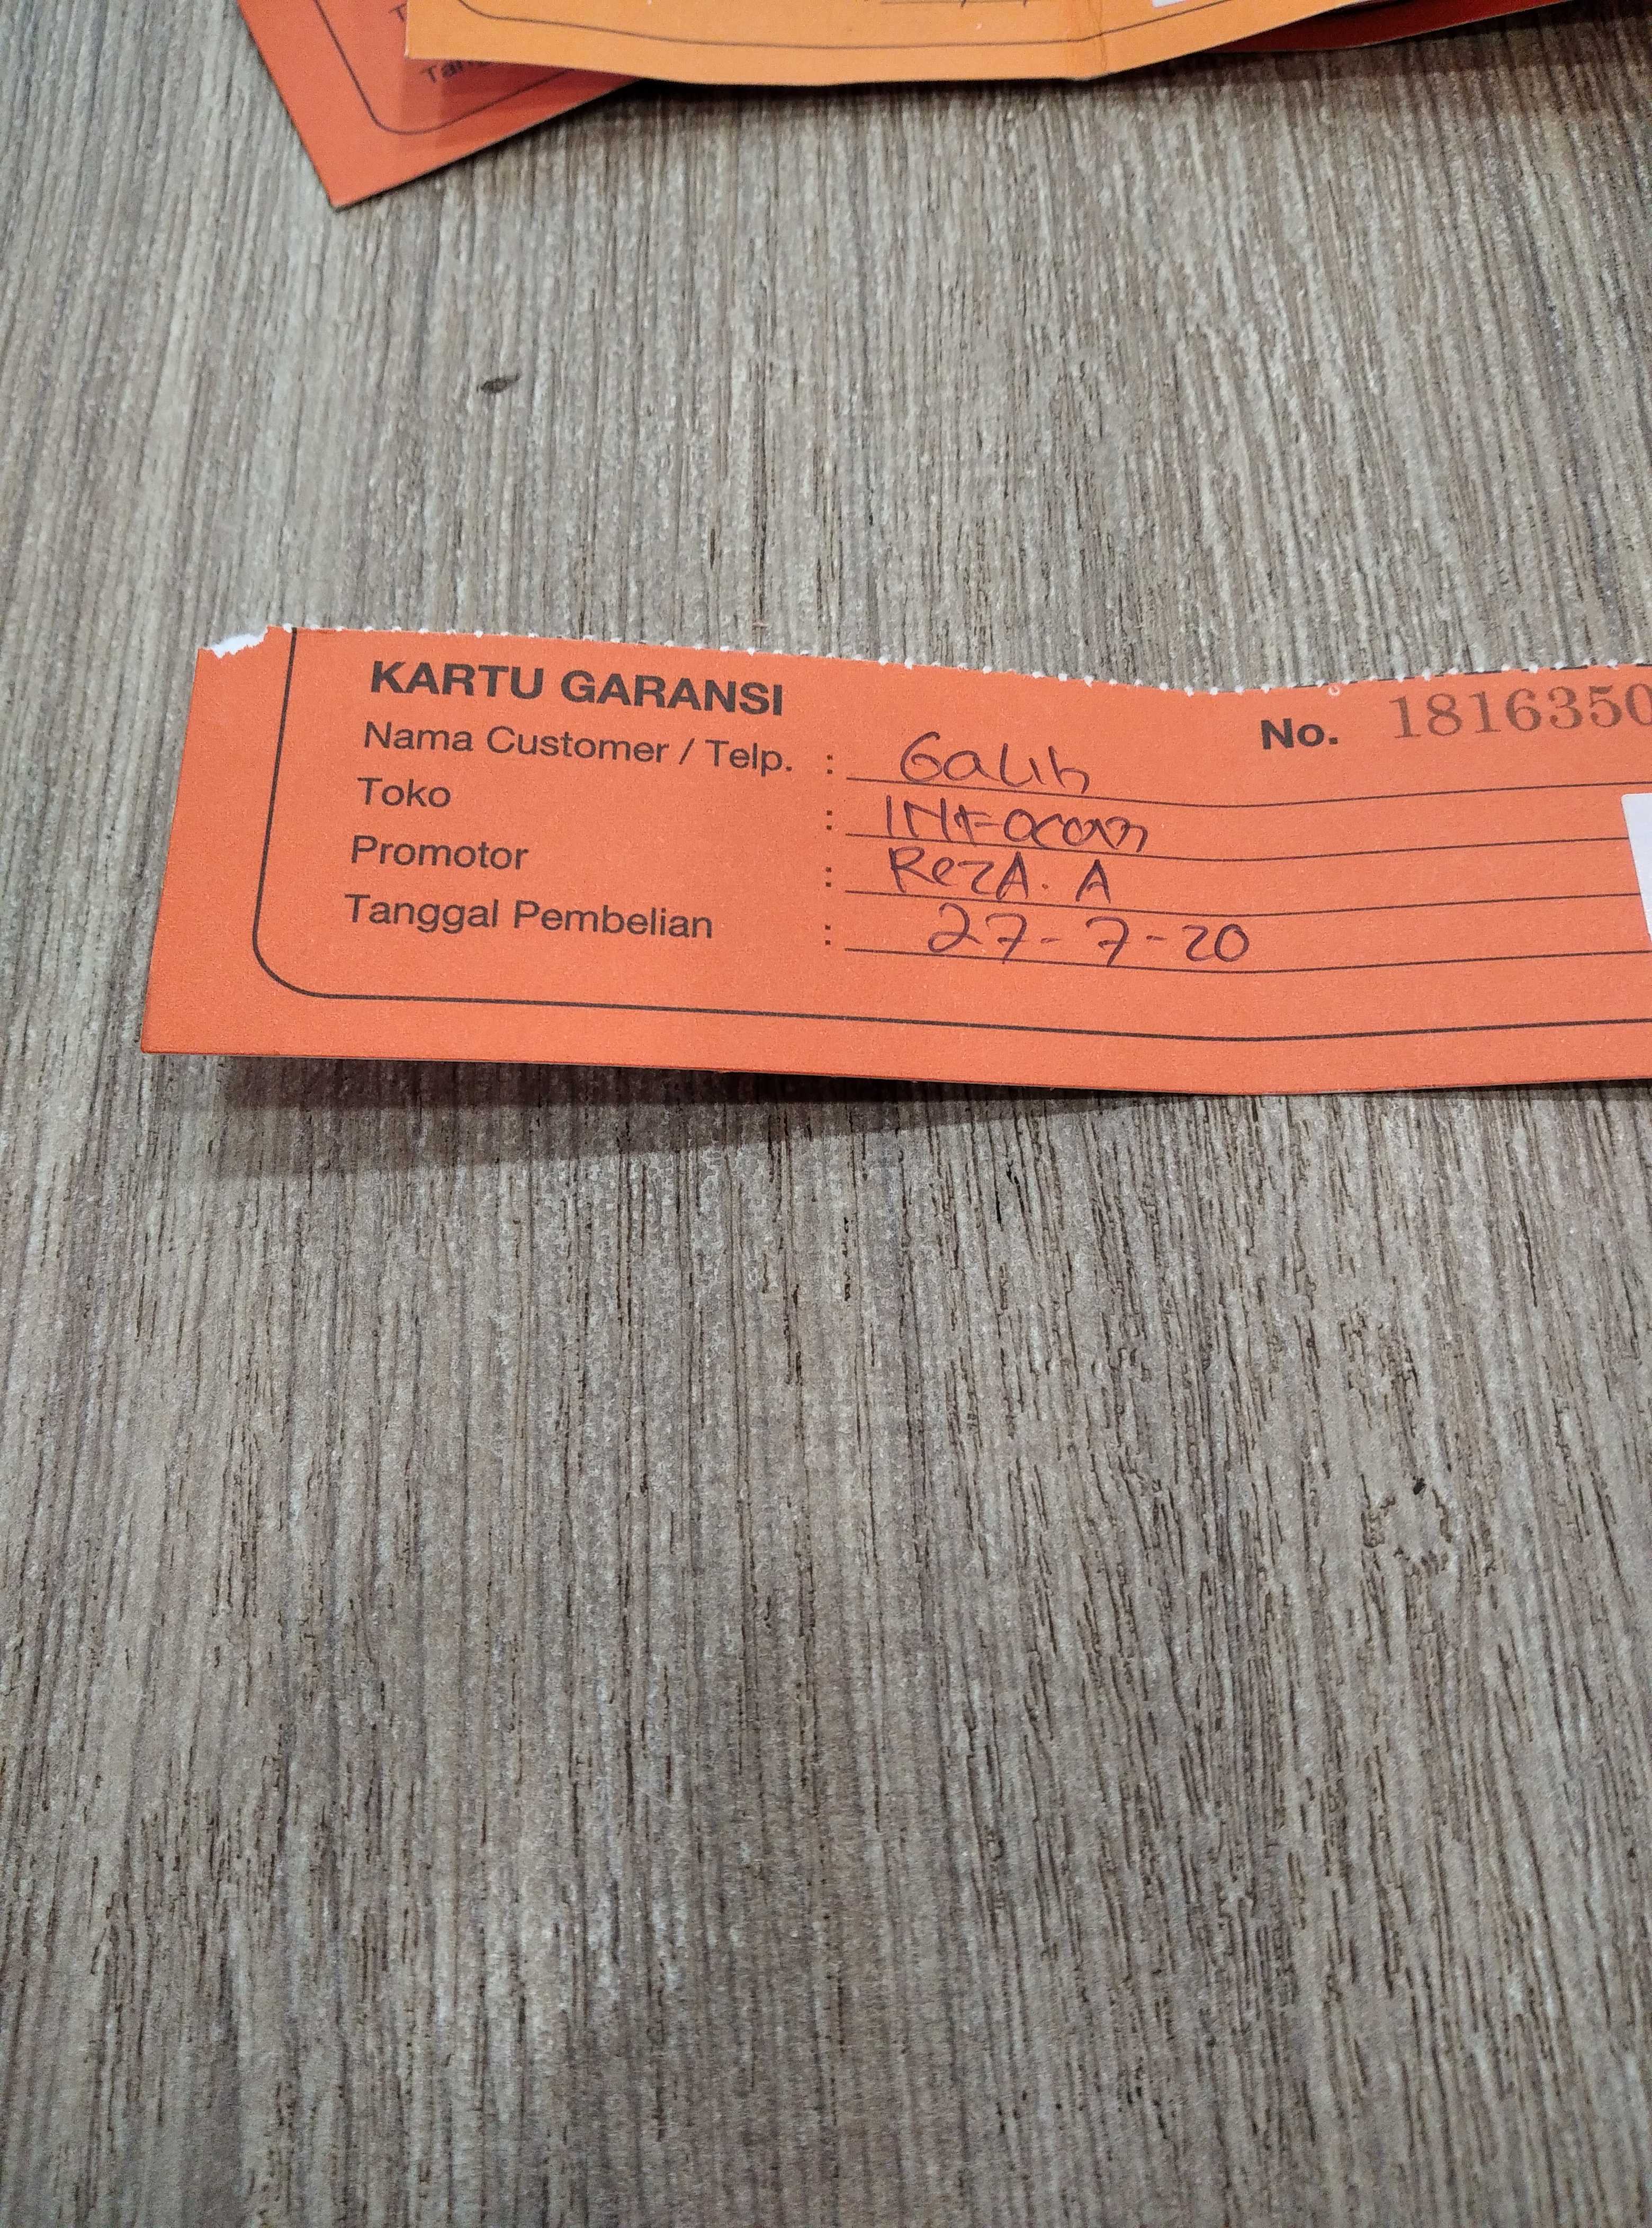 KARTU GARANSI
No. 1816350
Nama Customer / Telp. : Galih
Toko : INFocom
Promotor : RezA. A
Tanggal Pembelian : 27-7-20